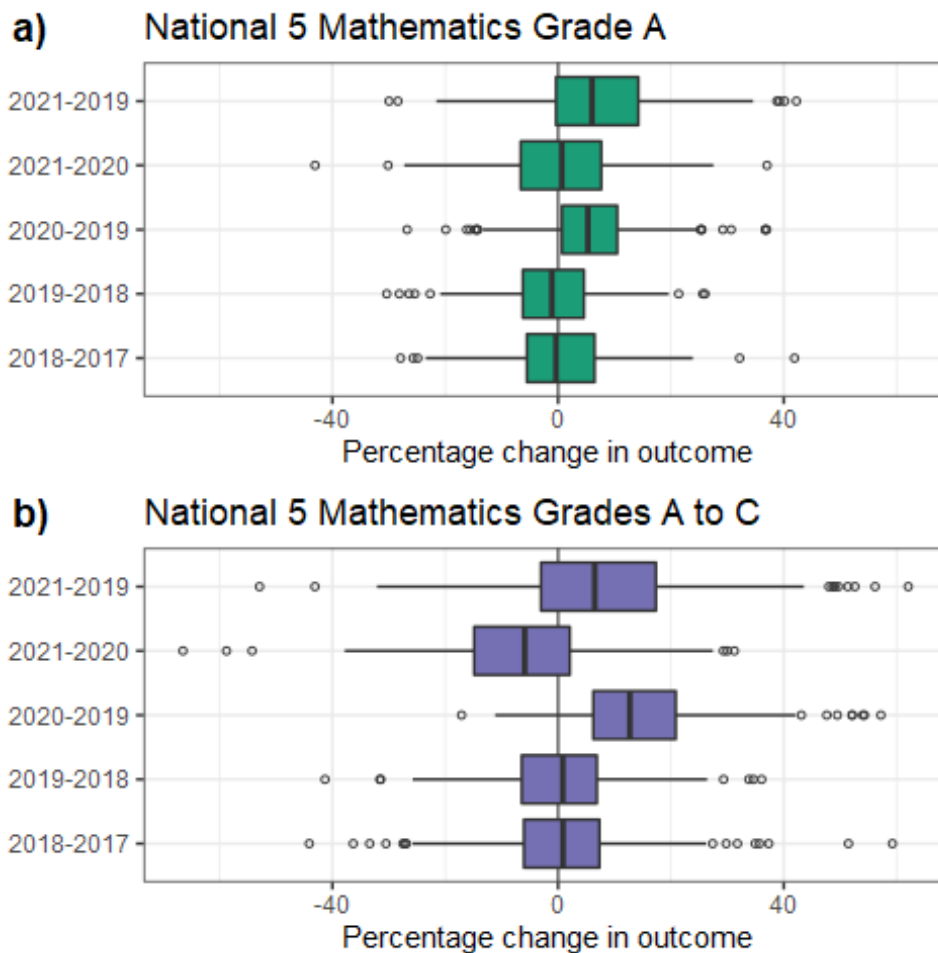 a) National 5 Mathematics Grade A
2021-2019
2021-2020
2020-2019
2019-2018
2018-2017
-40 0 40
Percentage change in outcome
b) National 5 Mathematics Grades A to C
2021-2019
2021-2020
2020-2019
2019-2018
2018-2017
-40 0 40
Percentage change in outcome